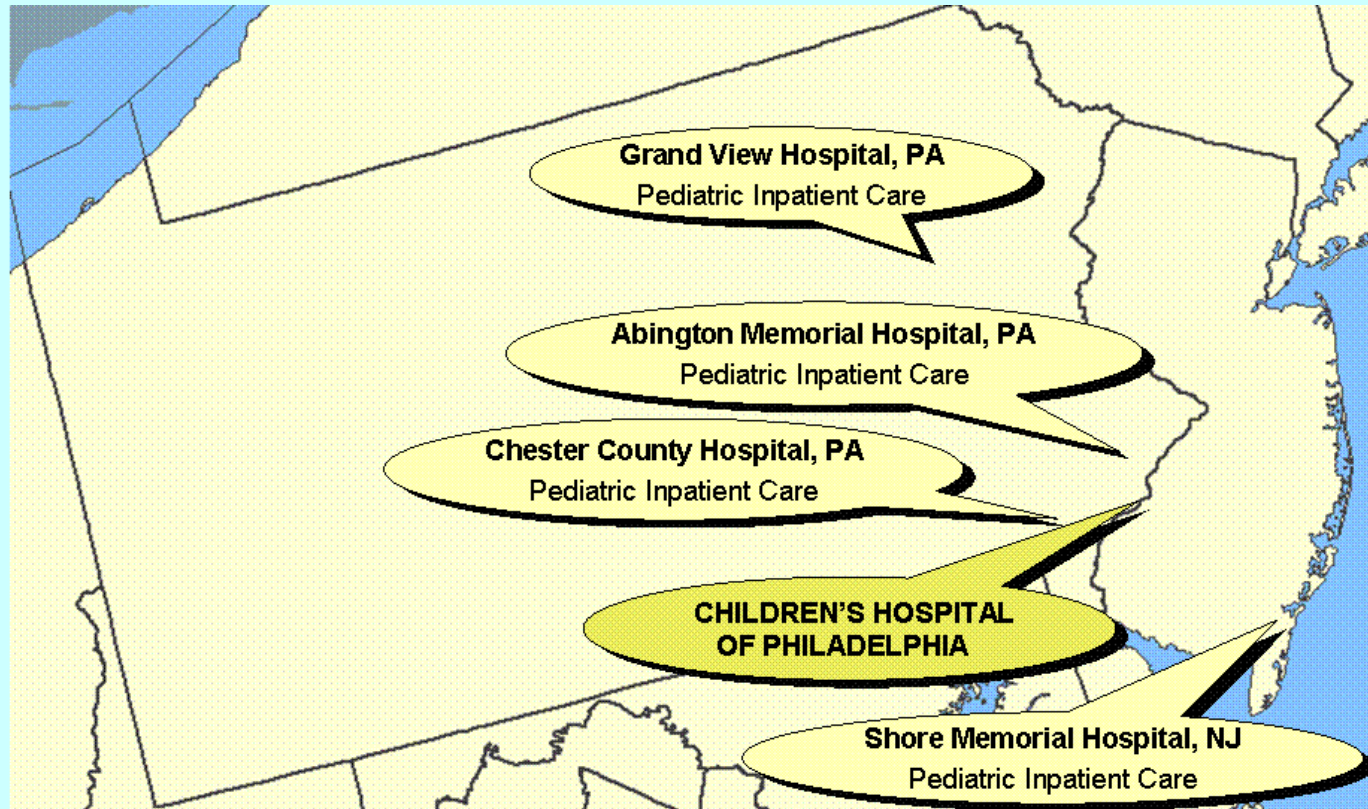 Grand View Hospital, PA
Pediatric Inpatient Care
Abington Memorial Hospital, PA
Pediatric Inpatient Care
Chester County Hospital, PA
Pediatric Inpatient Care
CHILDREN'S HOSPITAL
OF PHILADELPHIA
Shore Memorial Hospital, NJ
Pediatric Inpatient Care